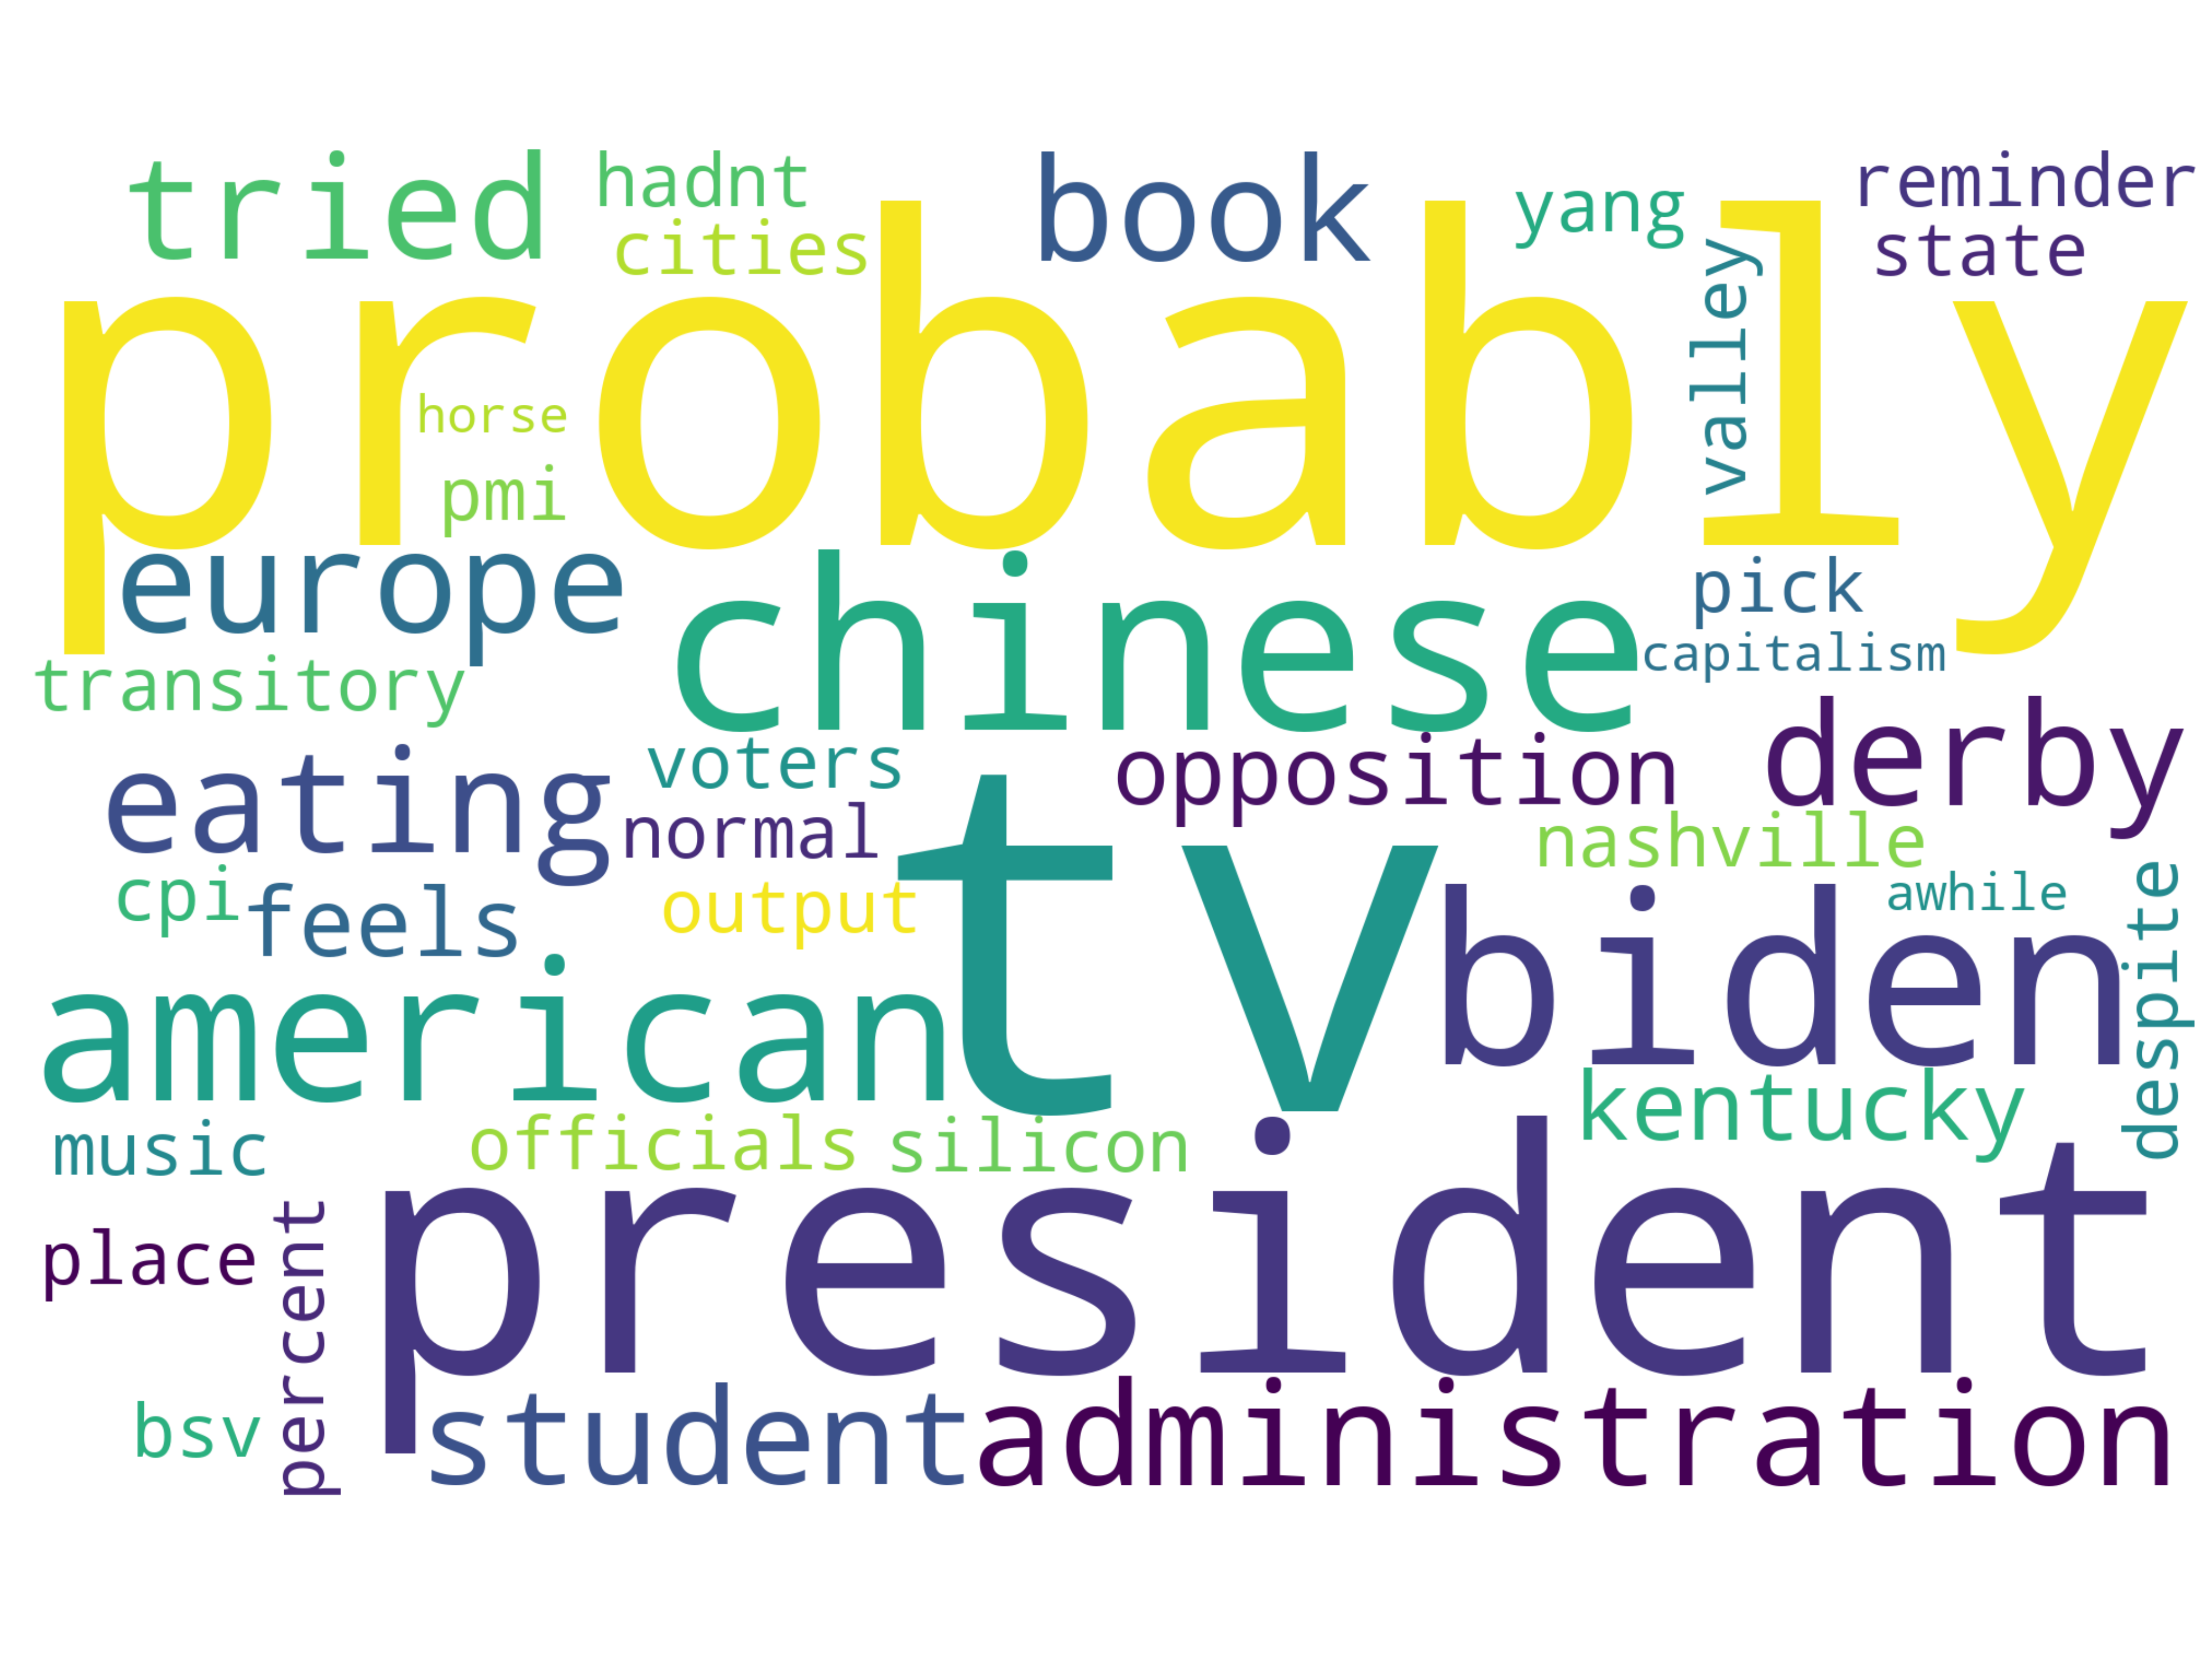 tried
hadnt
cities
book
yang
reminder
state
probably
valley
horse
pmi
europe
chinese
pick
capitalism
transitory
voters
opposition
derby
eating
normal
tv
nashville
cpi
feels
output
biden
awhile
despite
american
kentucky
music
officials
silicon
president
place
percent
bsv
student
administration